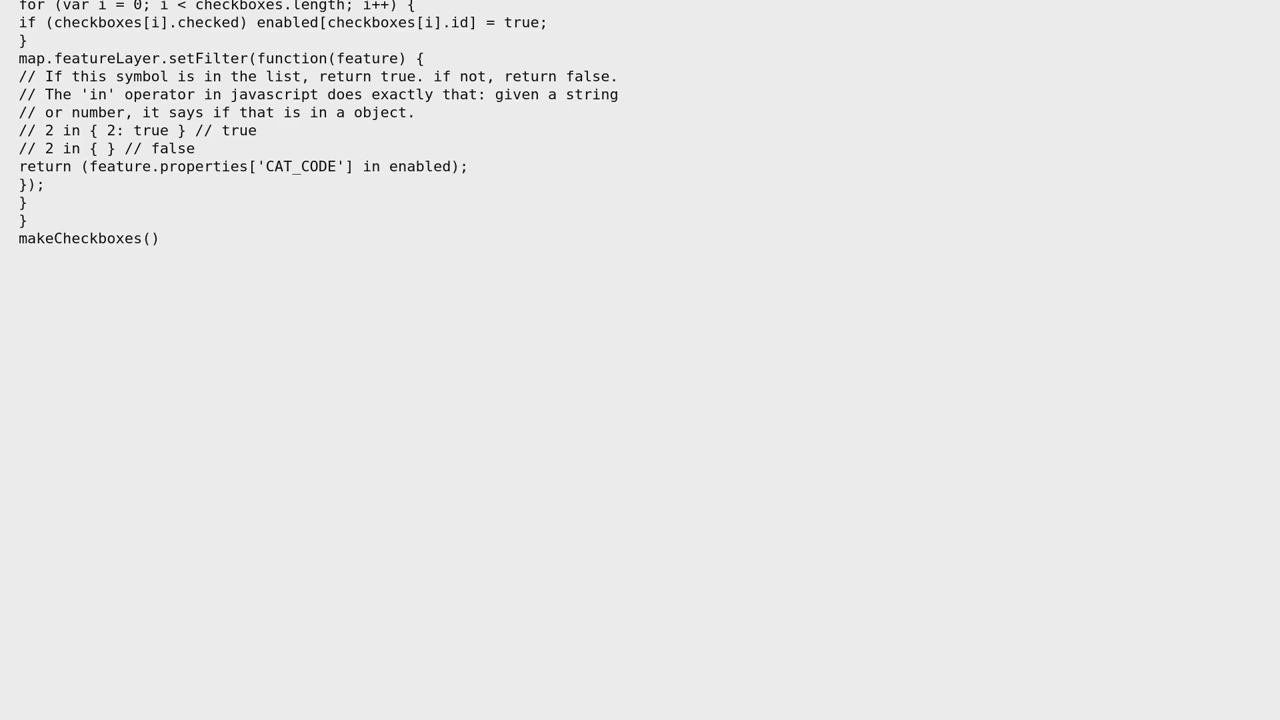 for (var i = 0; i < checkboxes.length; i++) {
if (checkboxes[i].checked) enabled[checkboxes[i].id] = true;
}
map.featureLayer.setFilter(function(feature) {
// If this symbol is in the list, return true. if not, return false.
// The 'in' operator in javascript does exactly that: given a string
// or number, it says if that is in a object.
// 2 in { 2: true } // true
// 2 in { } // false
return (feature.properties['CAT_CODE'] in enabled);
});
}
}
makeCheckboxes()